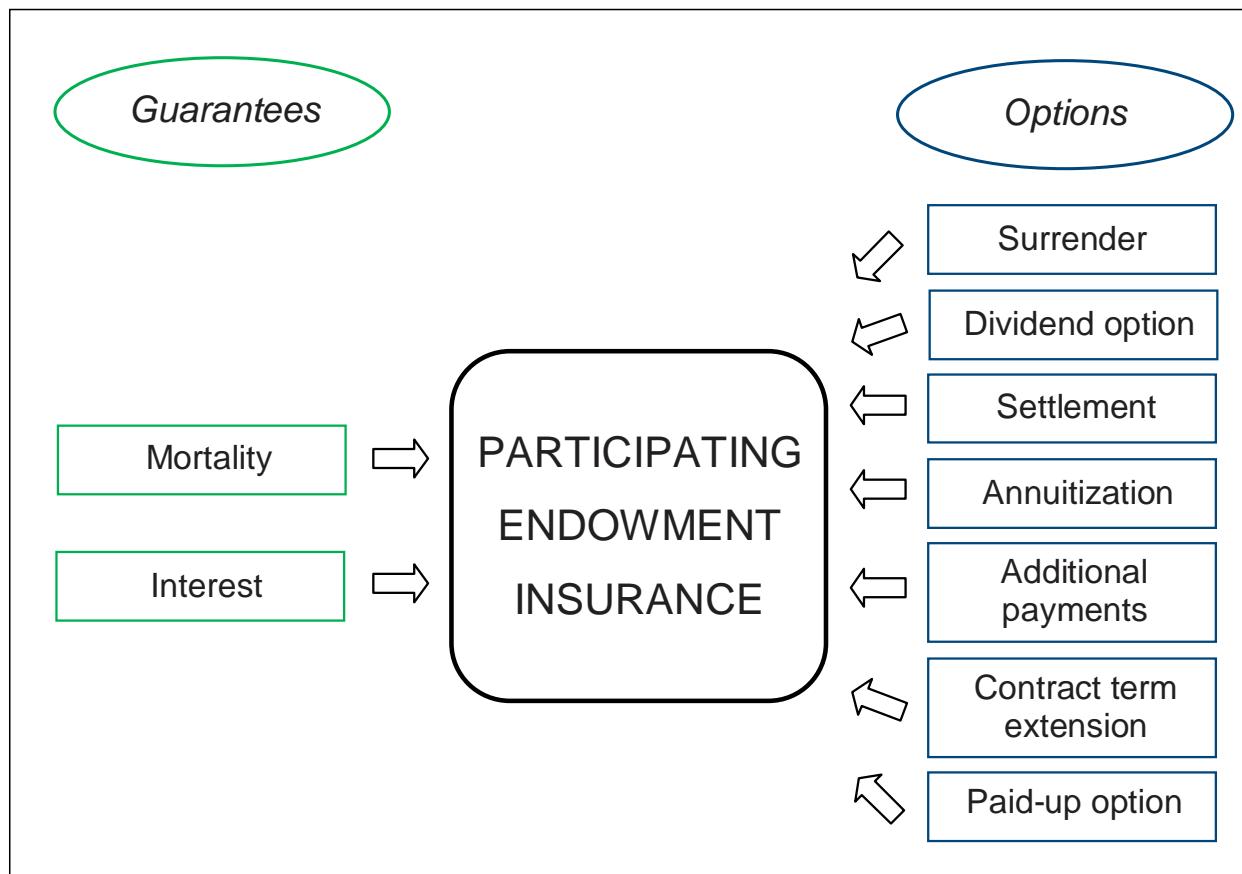 Guarantees
Options
Mortality
Interest
PARTICIPATING
ENDOWMENT
INSURANCE
Surrender
Dividend option
Settlement
Annuitization
Additional
payments
Contract term
extension
Paid-up option